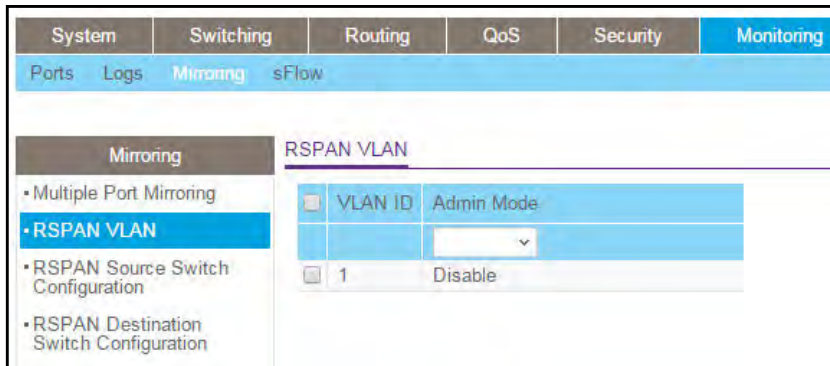 System Switching Routing QoS Security Monitoring
Ports Logs Mirroring sFlow
Mirroring
• Multiple Port Mirroring
• RSPAN VLAN
• RSPAN Source Switch
Configuration
• RSPAN Destination
Switch Configuration
RSPAN VLAN
VLAN ID Admin Mode
1 Disable